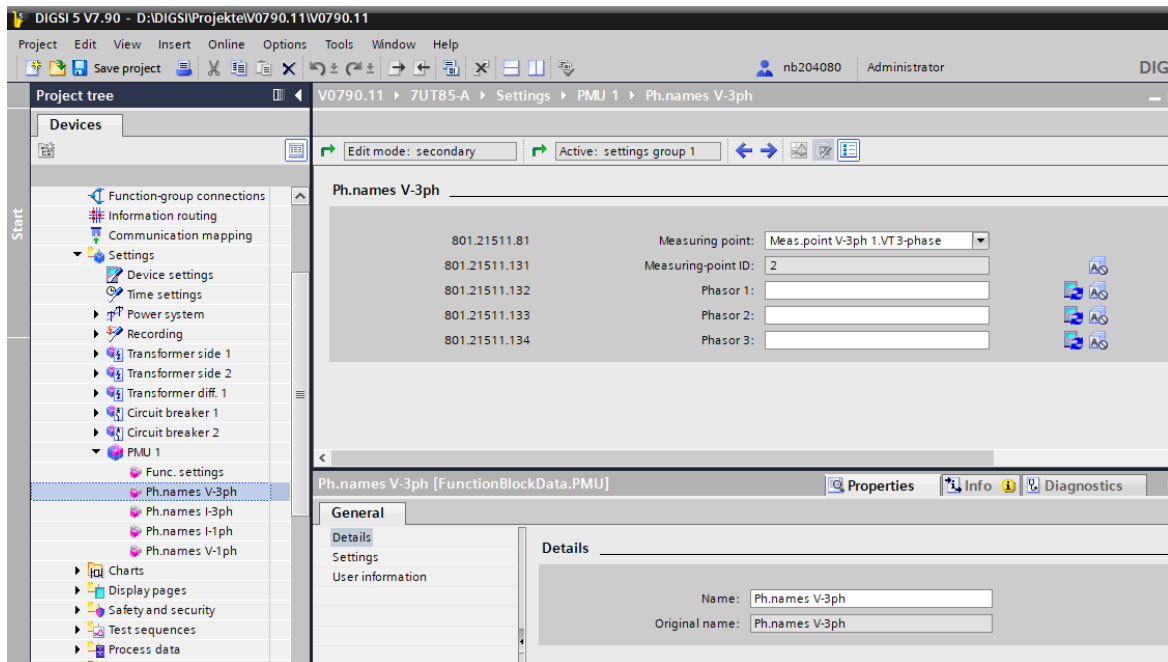 DIGSI 5 V7.90 - D:\DIGSI\Projekte\V0790.11\V0790.11
Project Edit View Insert Online Options Tools Window Help
Save project
nb204080 Administrator
DIG
Project tree
V0790.11 ▸ 7UT85-A ▸ Settings ▸ PMU 1 ▸ Ph.names V-3ph
Devices
Start
Edit mode: secondary
Active: settings group 1
Function-group connections
Information routing
Communication mapping
Settings
Device settings
Time settings
Power system
Recording
Transformer side 1
Transformer side 2
Transformer diff. 1
Circuit breaker 1
Circuit breaker 2
PMU 1
Func. settings
Ph.names V-3ph
Ph.names I-3ph
Ph.names I-1ph
Ph.names V-1ph
Charts
Display pages
Safety and security
Test sequences
Process data
Ph.names V-3ph
801.21511.81 Measuring point: Meas.point V-3ph 1.VT 3-phase
801.21511.131 Measuring-point ID: 2
801.21511.132 Phasor 1:
801.21511.133 Phasor 2:
801.21511.134 Phasor 3:
Ph.names V-3ph [FunctionBlockData.PMU]
Properties Info Diagnostics
General
Details
Settings
User information
Details
Name: Ph.names V-3ph
Original name: Ph.names V-3ph